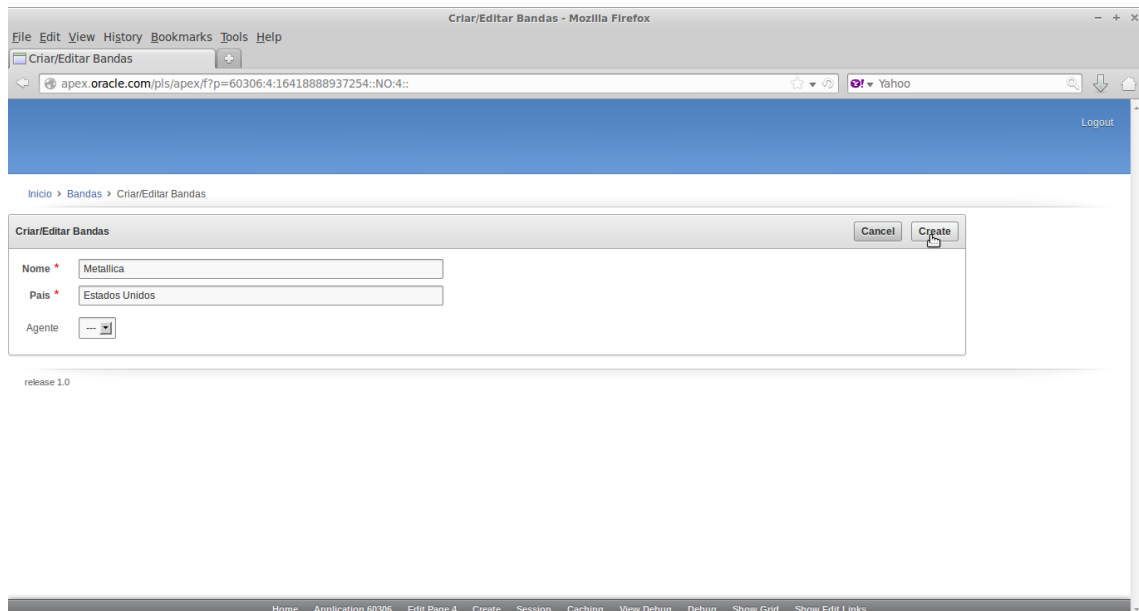 Criar/Editar Bandas - Mozilla Firefox
File Edit View History Bookmarks Tools Help
Criar/Editar Bandas
apex.oracle.com/pls/apex/f?p=60306:4:16418888937254::NO:4::
Yahoo
Logout
Inicio > Bandas > Criar/Editar Bandas
Criar/Editar Bandas
Cancel
Create
Nome *
Metallica
Pais *
Estados Unidos
Agente
---
release 1.0
Home Application 60306 Edit Page 4 Create Session Caching View Debug Debug Show Grid Show Edit Links